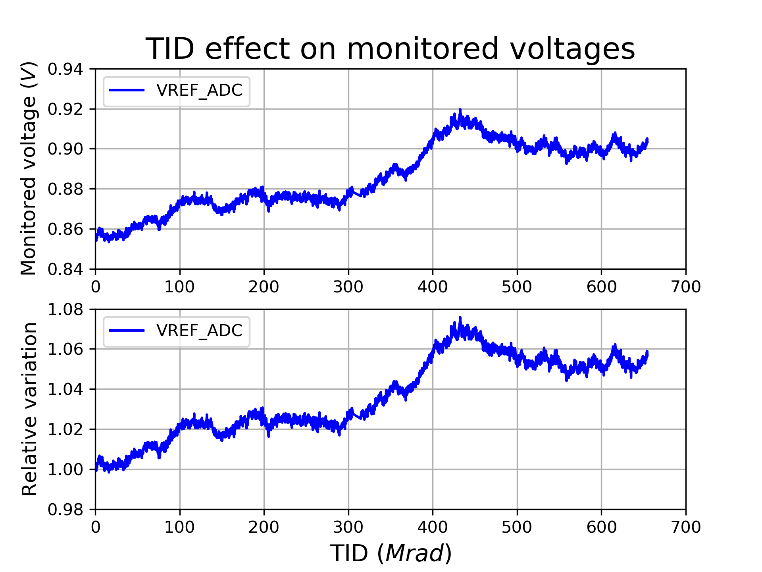 TID effect on monitored voltages
Monitored voltage (V)
0.94
0.92
0.90
0.88
0.86
0.84
VREF_ADC
0 100 200 300 400 500 600 700
Relative variation
1.08
1.06
1.04
1.02
1.00
0.98
VREF_ADC
0 100 200 300 400 500 600 700
TID (Mrad)